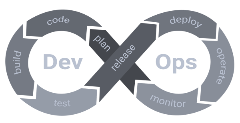 code
plan
build
Dev
test
release
deploy
Ops
operate
monitor